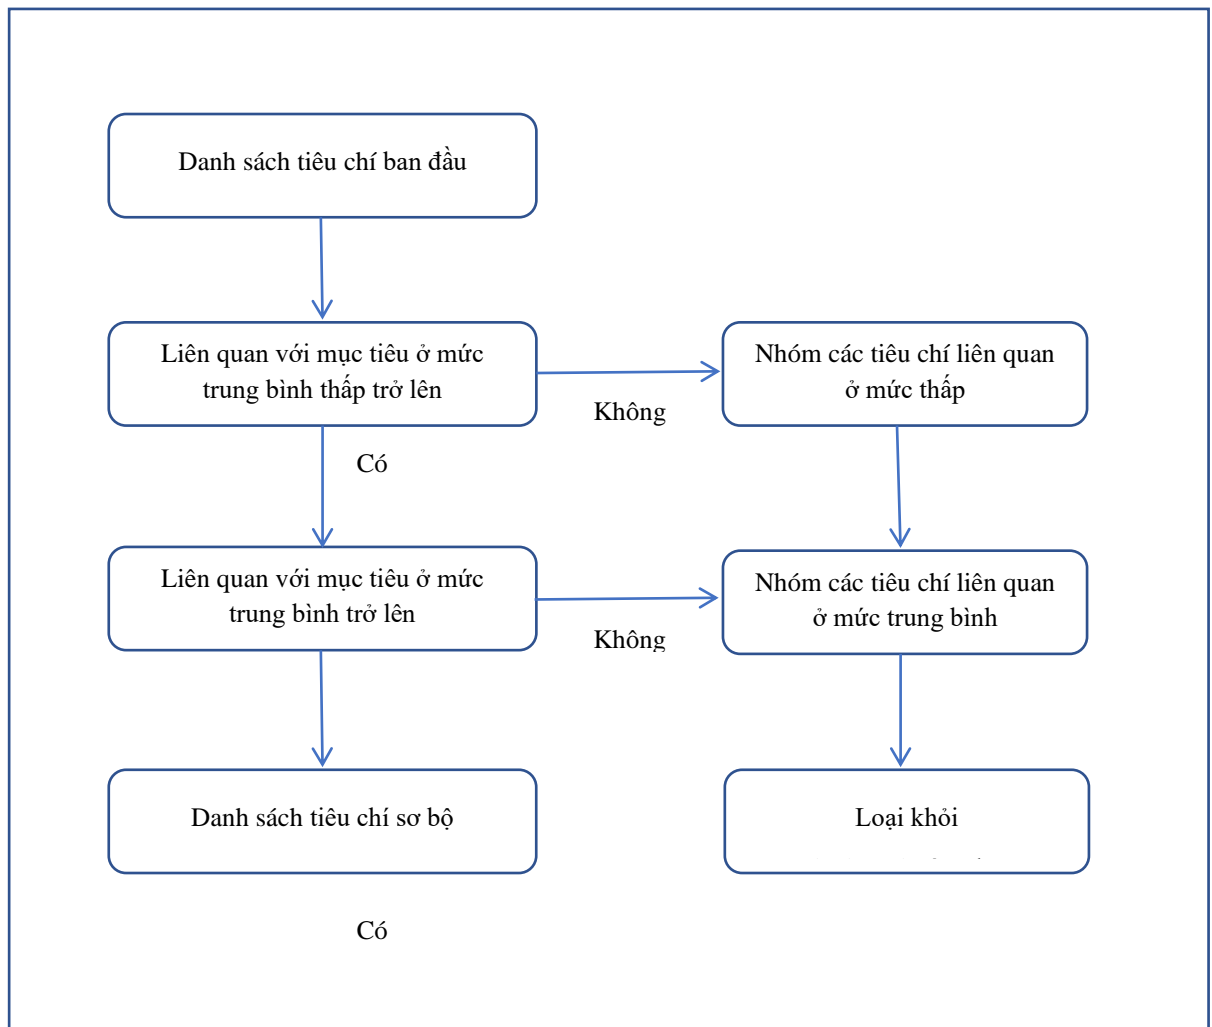 Danh sách tiêu chí ban đầu
Liên quan với mục tiêu ở mức
trung bình thấp trở lên
Nhóm các tiêu chí liên quan
ở mức thấp
Không
Có
Liên quan với mục tiêu ở mức
trung bình trở lên
Nhóm các tiêu chí liên quan
ở mức trung bình
Không
Danh sách tiêu chí sơ bộ
Loại khỏi
Có